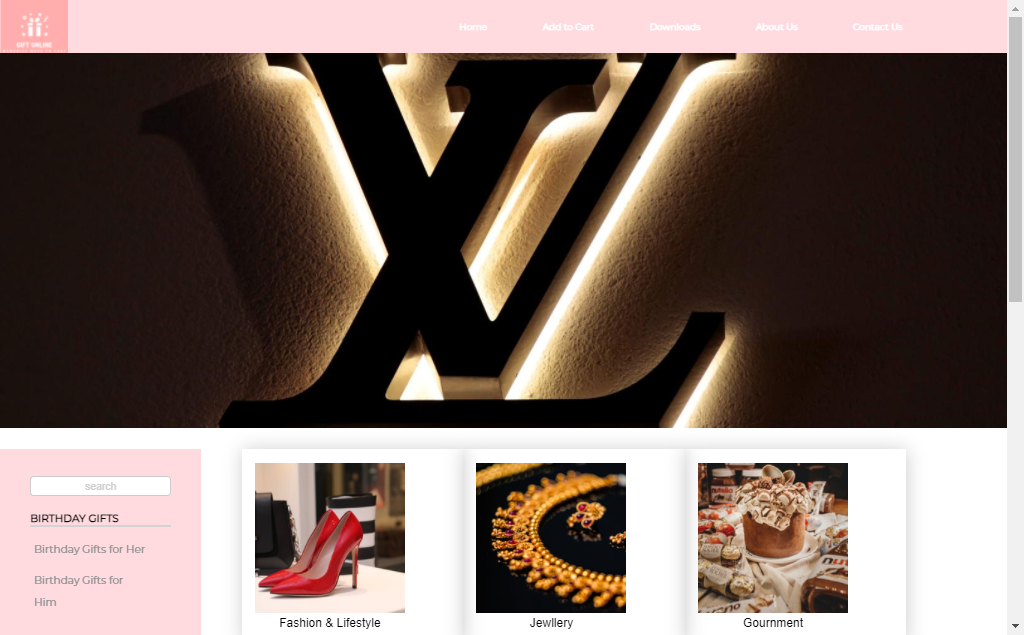 GIFT ONLINE
Home
Add to Cart
Downloads
About Us
Contact Us
search
BIRTHDAY GIFTS
Birthday Gifts for Her
Birthday Gifts for
Him
Fashion & Lifestyle
Jewllery
Gournment